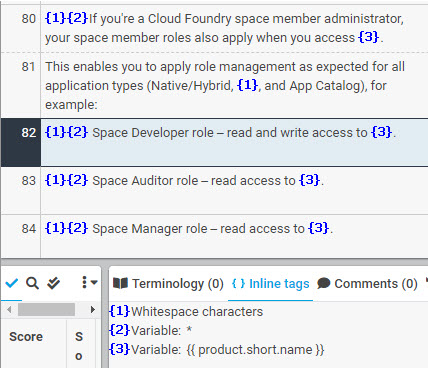 80 {1}{2}If you're a Cloud Foundry space member administrator,
your space member roles also apply when you access {3}.
81 This enables you to apply role management as expected for all
application types (Native/Hybrid, {1}, and App Catalog), for
example:
82 {1}{2} Space Developer role – read and write access to {3}.
83 {1}{2} Space Auditor role – read access to {3}.
84 {1}{2} Space Manager role – read access to {3}.
Terminology (0) { } Inline tags Comments (0)
Score
S
o
{1}Whitespace characters
{2}Variable: *
{3}Variable: {{ product.short.name }}